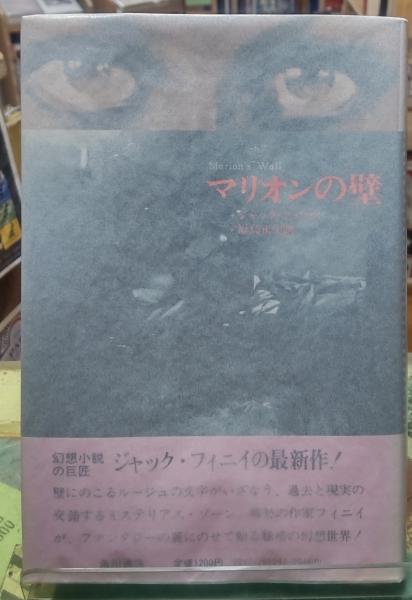 Marion's Wall
マリオンの壁
幻想小説
の巨匠
ジャック・フィニイの最新作!
壁にのこるルージュの文字がいざなう、過去と現実の
交錯するミステリアス・ゾーン。の作家フィニイ
が、ファンタジーの翼にのせて贈る魅惑の幻想世界!
角川書店 定価1200円